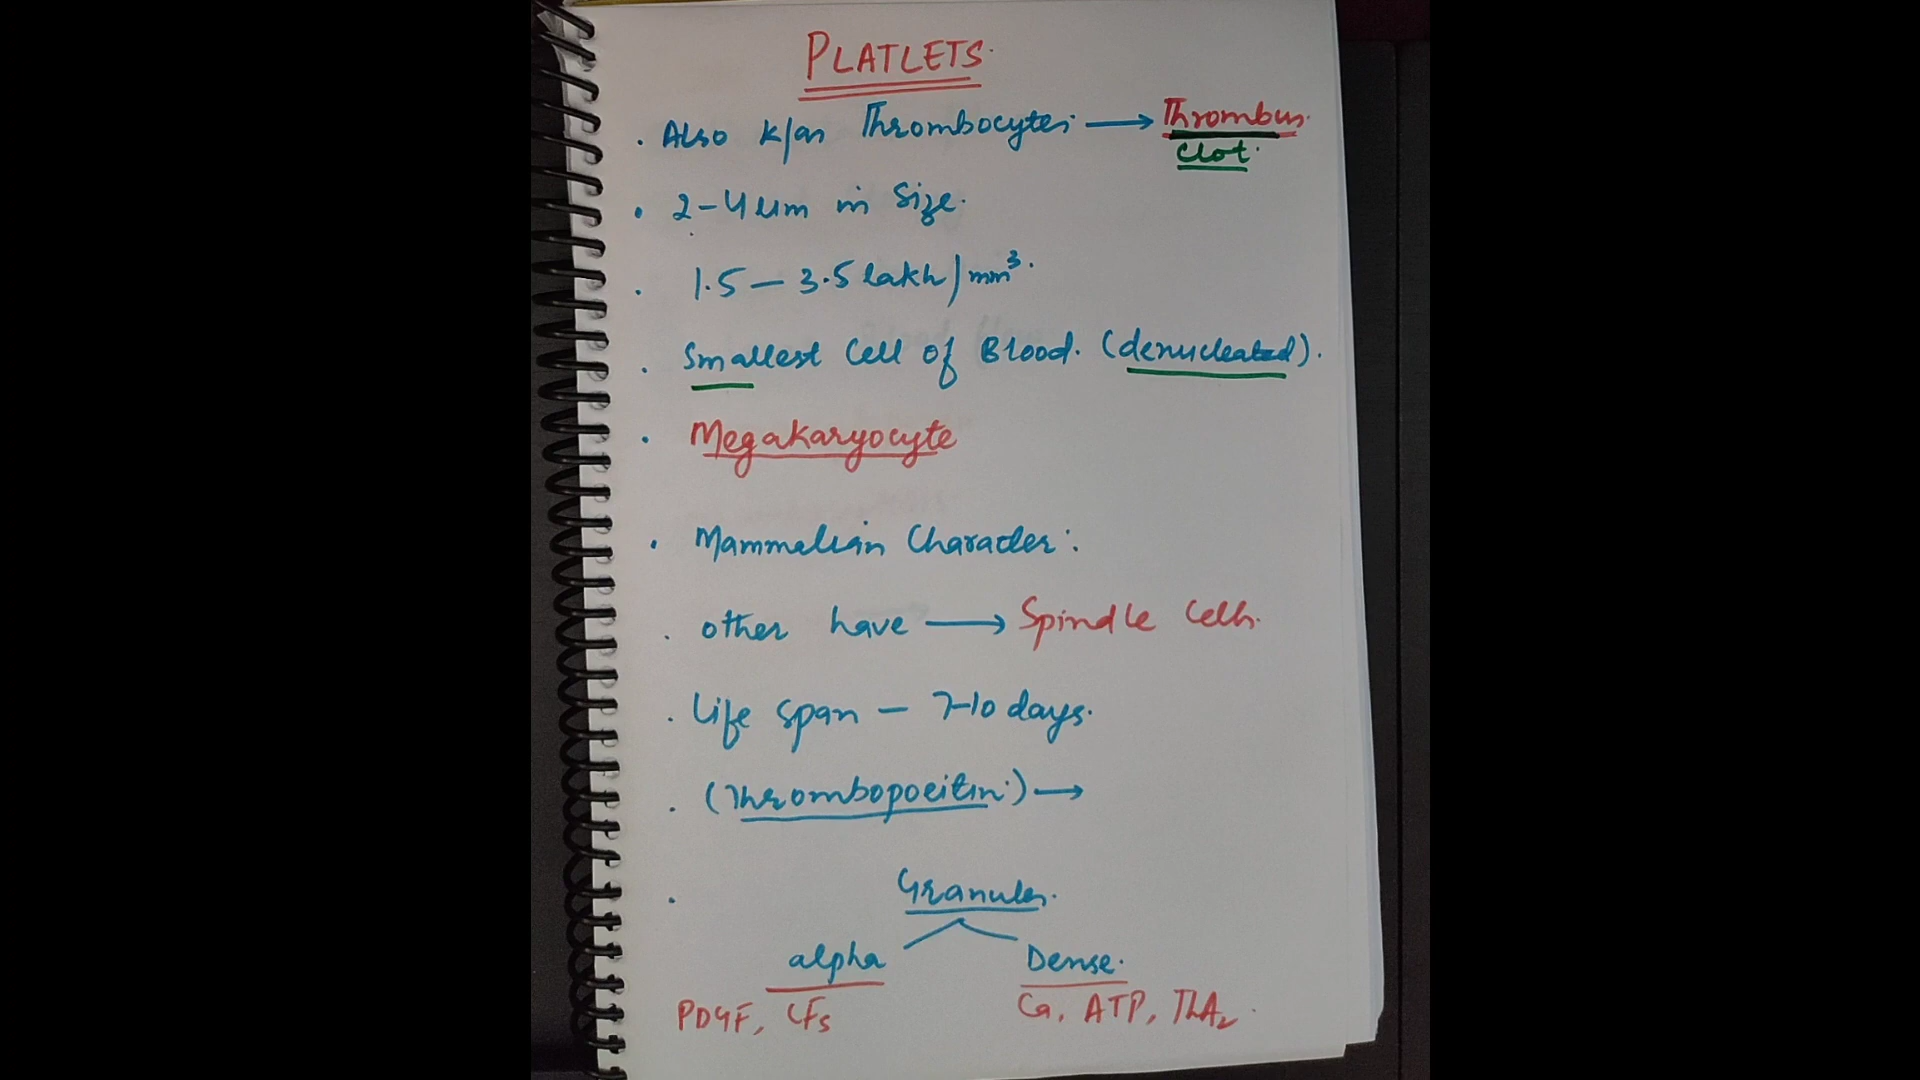 PLATLETS.
. Also k/as Thrombocytes → Thrombus.
Clot.
. 2-4 µm in Size.
. 1.5 – 3.5 lakh/mm³.
. Smallest Cell of Blood. (denucleated).
. Megakaryocyte
. Mammalian Character:.
. other have → Spindle Cells.
. Life span – 7-10 days.
. (Thrombopoeitin:) →
. Granules.
alpha Dense.
PDGF, CFs Ca, ATP, ThA₂.